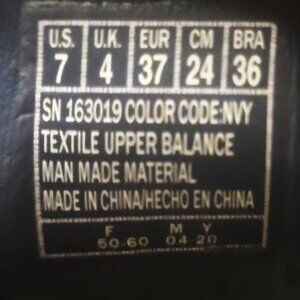 U.S. U.K. EUR CM BRA
7 4 37 24 36
SN 163019 COLOR CODE:NVY
TEXTILE UPPER BALANCE
MAN MADE MATERIAL
MADE IN CHINA/HECHO EN CHINA
F M Y
50-60 04 20